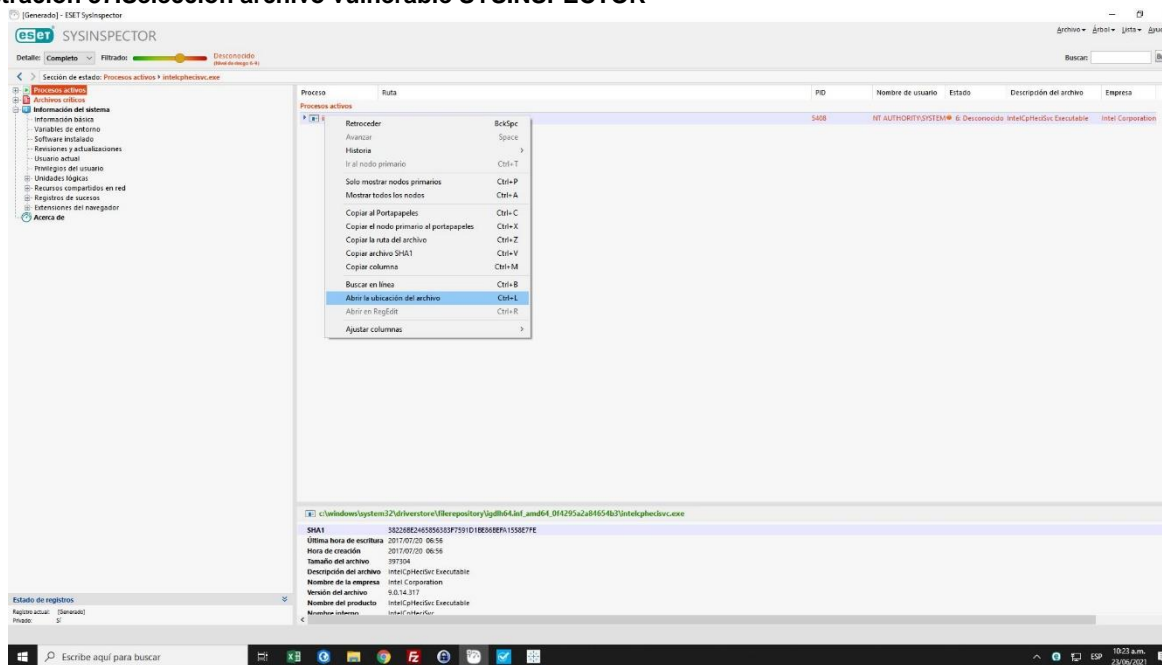 [Generado] - ESET SysInspector
eset SYSINSPECTOR
Archivo Árbol Lista
Detalle: Completo Filtrado: Desconocido
(Nivel de riesgo 6-9)
Buscar:
Sección de estado: Procesos activos intelcphecisvc.exe
Procesos activos
Archivos críticos
Información del sistema
Información básica
Variables de entorno
Software instalado
Revisiones y actualizaciones
Usuario actual
Privilegios del usuario
Unidades lógicas
Recursos compartidos en red
Registros de sucesos
Extensiones del navegador
Acerca de
Proceso Ruta PID Nombre de usuario Estado Descripción del archivo Empresa
Procesos activos
5408 NT AUTHORITY\SYSTEM 6: Desconocido IntelCpHeciSvc Executable Intel Corporation
Retroceder BckSpc
Avanzar Space
Historia
Ir al nodo primario Ctrl+T
Solo mostrar nodos primarios Ctrl+P
Mostrar todos los nodos Ctrl+A
Copiar al Portapapeles Ctrl+C
Copiar el nodo primario al portapapeles Ctrl+X
Copiar la ruta del archivo Ctrl+Z
Copiar archivo SHA1 Ctrl+V
Copiar columna Ctrl+M
Buscar en línea Ctrl+B
Abrir la ubicación del archivo Ctrl+L
Abrir en RegEdit Ctrl+R
Ajustar columnas
c:\windows\system32\driverstore\filerepository\igdlh64.inf_amd64_0f4295a2a84654b3\intelcphecisvc.exe
SHA1
Última hora de escritura 2017/07/20 06:56
Hora de creación 2017/07/20 06:56
Tamaño del archivo 397304
Descripción del archivo IntelCpHeciSvc Executable
Nombre de la empresa Intel Corporation
Versión del archivo 9.0.14.317
Nombre del producto IntelCpHeciSvc Executable
Nombre interno IntelCpHeciSvc
Estado de registros
Registro actual: [Generado]
Privado: Sí
Escribe aquí para buscar
ESP
10:23 a.m.
23/06/2021